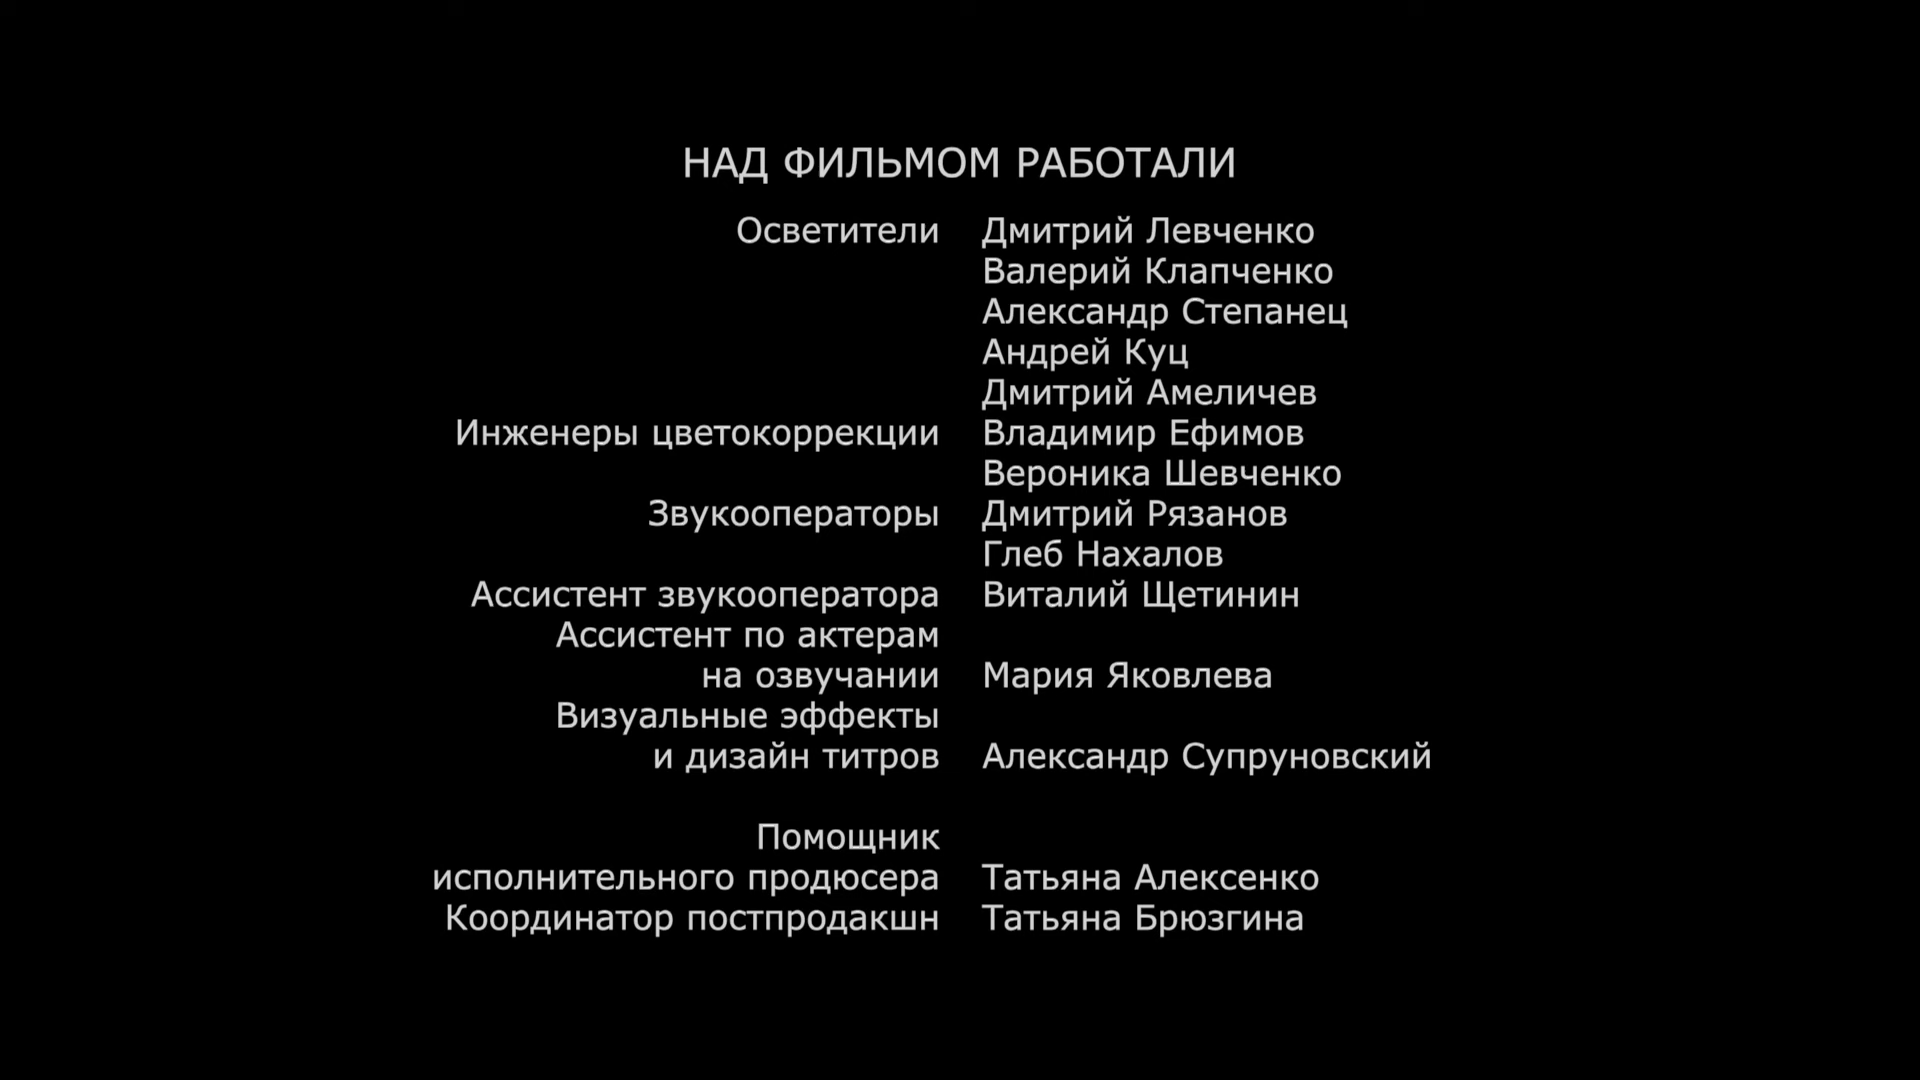 НАД ФИЛЬМОМ РАБОТАЛИ
Осветители Дмитрий Левченко
Валерий Клапченко
Александр Степанец
Андрей Куц
Дмитрий Амеличев
Инженеры цветокоррекции Владимир Ефимов
Вероника Шевченко
Звукооператоры Дмитрий Рязанов
Глеб Нахалов
Ассистент звукооператора Виталий Щетинин
Ассистент по актерам
на озвучании Мария Яковлева
Визуальные эффекты
и дизайн титров Александр Супруновский
Помощник
исполнительного продюсера Татьяна Алексенко
Координатор постпродакшн Татьяна Брюзгина